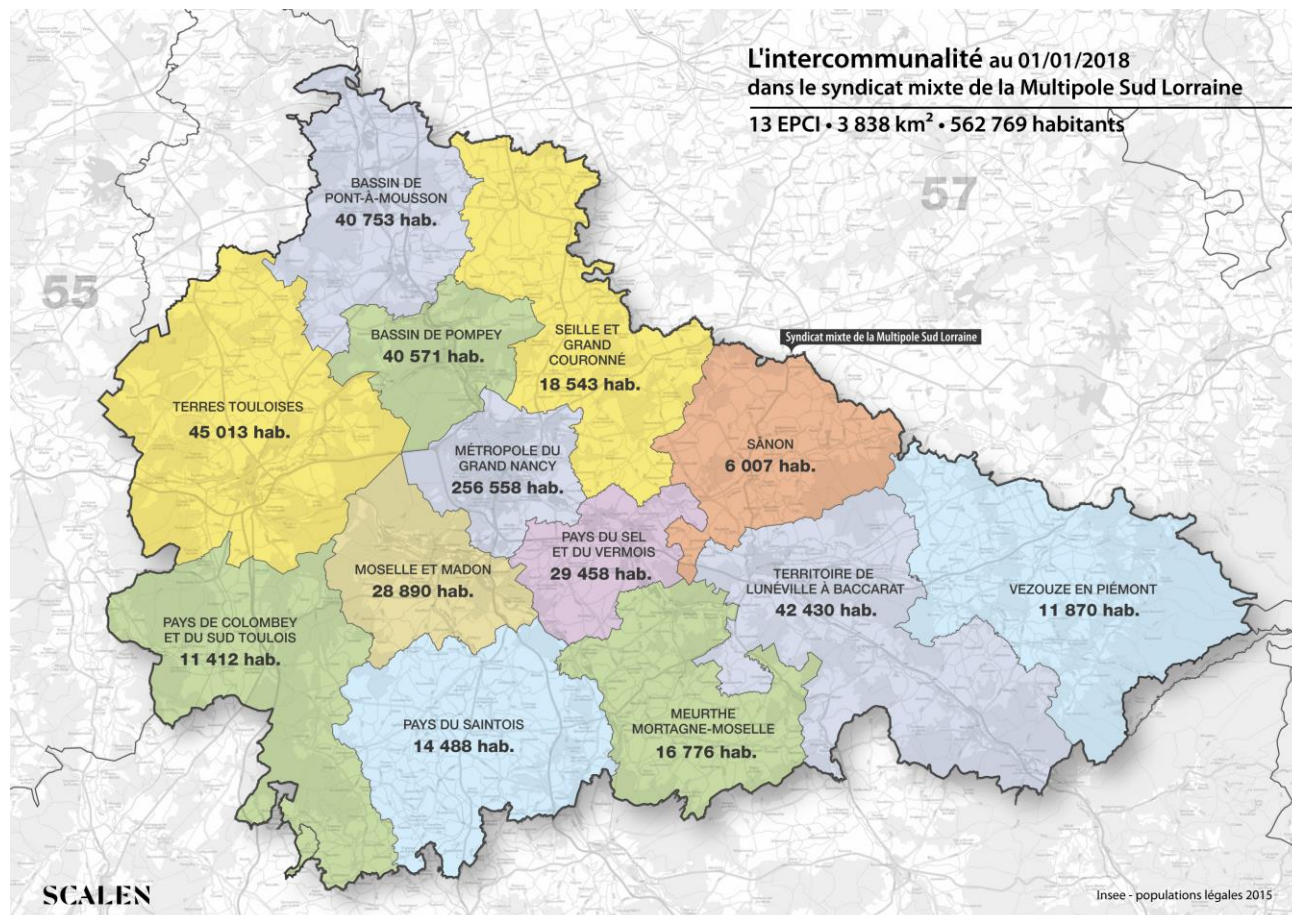 L'intercommunalité au 01/01/2018
dans le syndicat mixte de la Multipole Sud Lorraine
13 EPCI • 3 838 km² • 562 769 habitants
57
55
BASSIN DE
PONT-À-MOUSSON
40 753 hab.
BASSIN DE POMPEY
40 571 hab.
SEILLE ET
GRAND
COURONNÉ
18 543 hab.
Syndicat mixte de la Multipole Sud Lorraine
TERRES TOULOISES
45 013 hab.
MÉTROPOLE DU
GRAND NANCY
256 558 hab.
SÂNON
6 007 hab.
PAYS DU SEL
ET DU VERMOIS
29 458 hab.
MOSELLE ET MADON
28 890 hab.
TERRITOIRE DE
LUNÉVILLE À BACCARAT
42 430 hab.
VEZOUZE EN PIÉMONT
11 870 hab.
PAYS DE COLOMBEY
ET DU SUD TOULOIS
11 412 hab.
PAYS DU SAINTOIS
14 488 hab.
MEURTHE
MORTAGNE-MOSELLE
16 776 hab.
SCALEN
Insee - populations légales 2015